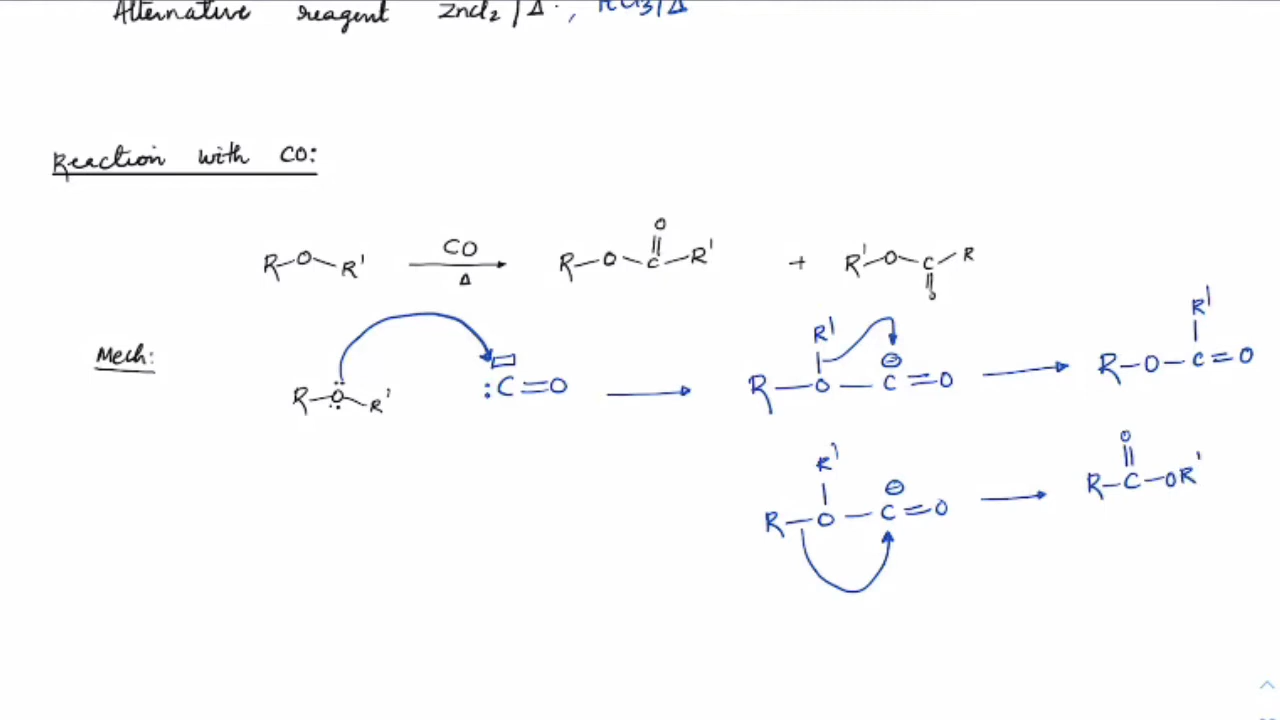 Alternative reagent ZnCl₂/Δ ,
Reaction with CO:
R–O–R' CO Δ R–O–C(=O)–R' + R'–O–C(=O)–R
Mech:
R–O–R' :C=O R–O(R')–C⊖=O R–O–C(R')=O
R–O(R')–C⊖=O R–C(=O)–OR'